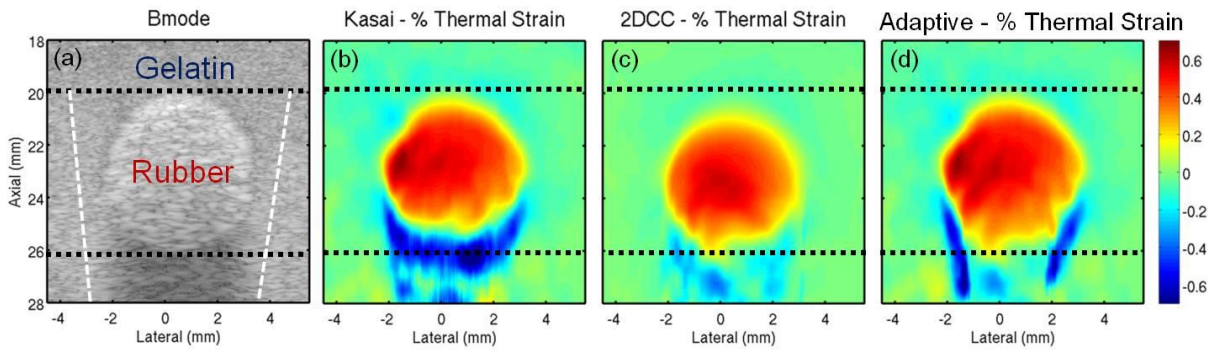 Bmode
Kasai - % Thermal Strain
2DCC - % Thermal Strain
Adaptive - % Thermal Strain
(a)
Gelatin
Rubber
(b)
(c)
(d)
18
20
22
24
26
28
Axial (mm)
-4 -2 0 2 4
Lateral (mm)
-4 -2 0 2 4
Lateral (mm)
-4 -2 0 2 4
Lateral (mm)
-4 -2 0 2 4
Lateral (mm)
0.6
0.4
0.2
0
-0.2
-0.4
-0.6